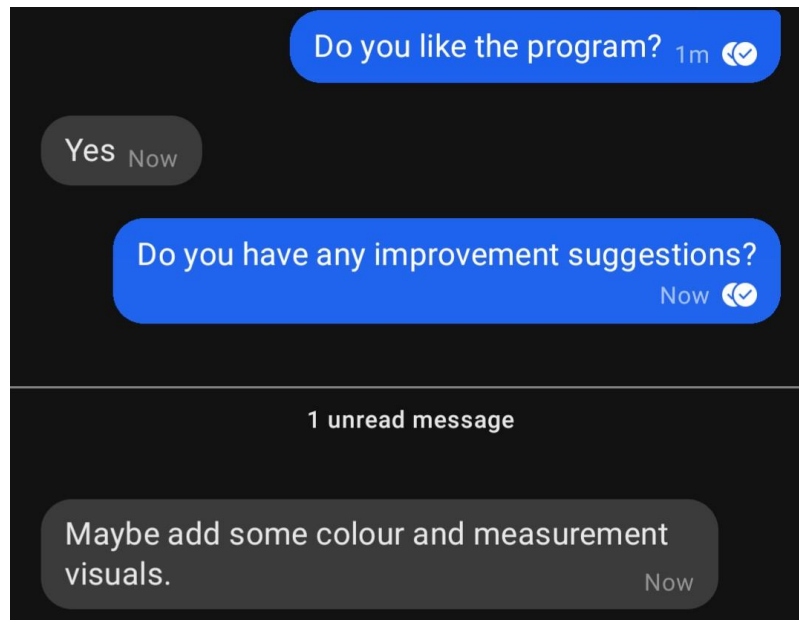 Do you like the program? 1m
Yes Now
Do you have any improvement suggestions?
Now
1 unread message
Maybe add some colour and measurement
visuals.
Now